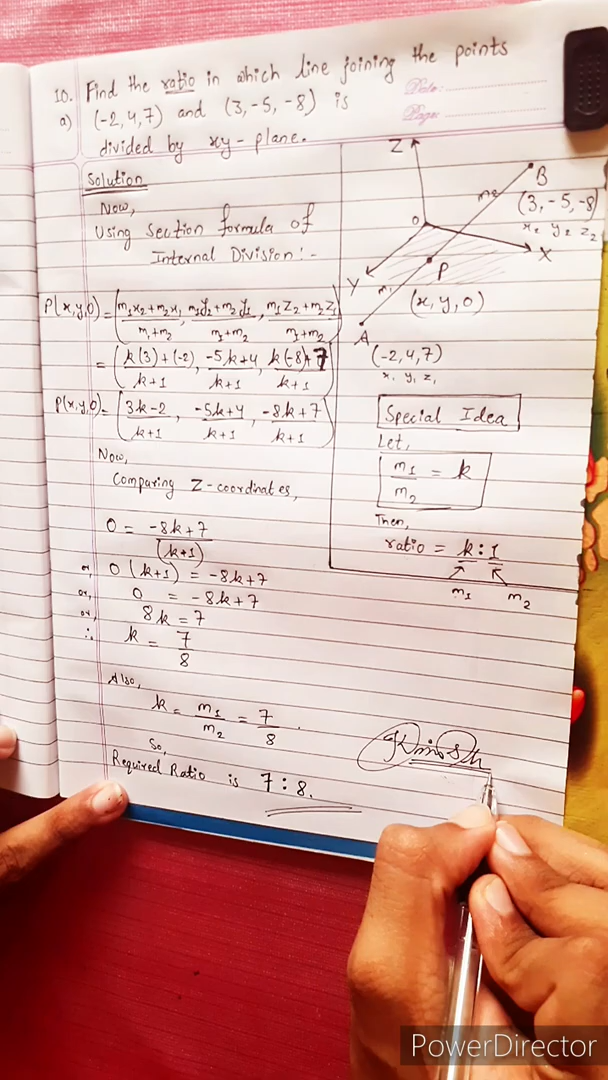 10. Find the ratio in which line joining the points
a) (-2,4,7) and (3,-5,-8) is
divided by xy-plane.
Date:
Page:
Solution
Now,
Using Section formula of
Internal Division:-
P(x,y,0) = (m1x2+m2x1/m1+m2, m1y2+m2y1/m1+m2, m1z2+m2z1/m1+m2)
= (k(3)+(-2)/k+1, -5k+4/k+1, k(-8)+7/k+1)
P(x,y,0) = (3k-2/k+1, -5k+4/k+1, -8k+7/k+1)
Now,
Comparing Z-coordinates,
0 = -8k+7/(k+1)
or, 0(k+1) = -8k+7
or, 0 = -8k+7
or, 8k = 7
∴ k = 7/8
Also,
k = m1/m2 = 7/8.
So,
Required Ratio is 7:8.
Z
B
m2
(3,-5,-8)
x2 y2 z2
O
X
Y
P
m1
(x,y,0)
A
(-2,4,7)
x1 y1 z1
Special Idea
Let,
m1/m2 = k
Then,
ratio = k:1
m1 m2
PowerDirector